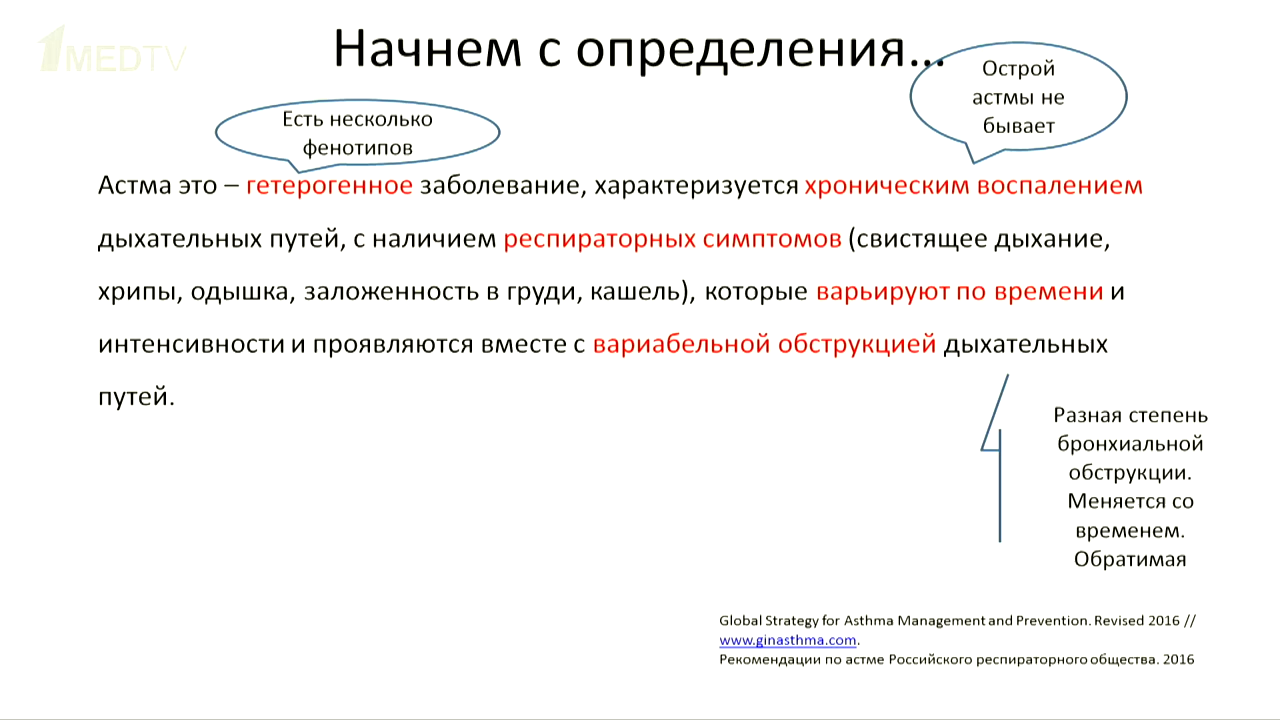 1MEDTV
Начнем с определения...
Острой
астмы не
бывает
Есть несколько
фенотипов
Астма это – гетерогенное заболевание, характеризуется хроническим воспалением
дыхательных путей, с наличием респираторных симптомов (свистящее дыхание,
хрипы, одышка, заложенность в груди, кашель), которые варьируют по времени и
интенсивности и проявляются вместе с вариабельной обструкцией дыхательных
путей.
Разная степень
бронхиальной
обструкции.
Меняется со
временем.
Обратимая
Global Strategy for Asthma Management and Prevention. Revised 2016 //
www.ginasthma.com.
Рекомендации по астме Российского респираторного общества. 2016